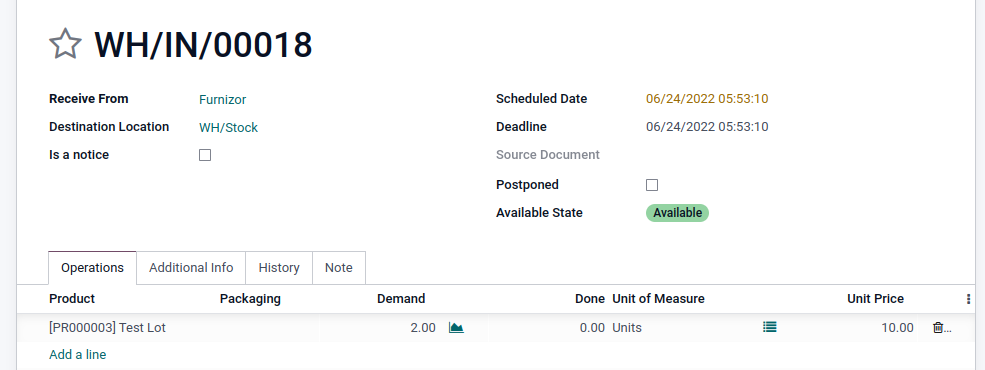 WH/IN/00018
Receive From Furnizor Scheduled Date 06/24/2022 05:53:10
Destination Location WH/Stock Deadline 06/24/2022 05:53:10
Is a notice Source Document
Postponed
Available State Available
Operations Additional Info History Note
Product Packaging Demand Done Unit of Measure Unit Price
[PR000003] Test Lot 2.00 0.00 Units 10.00 ...
Add a line